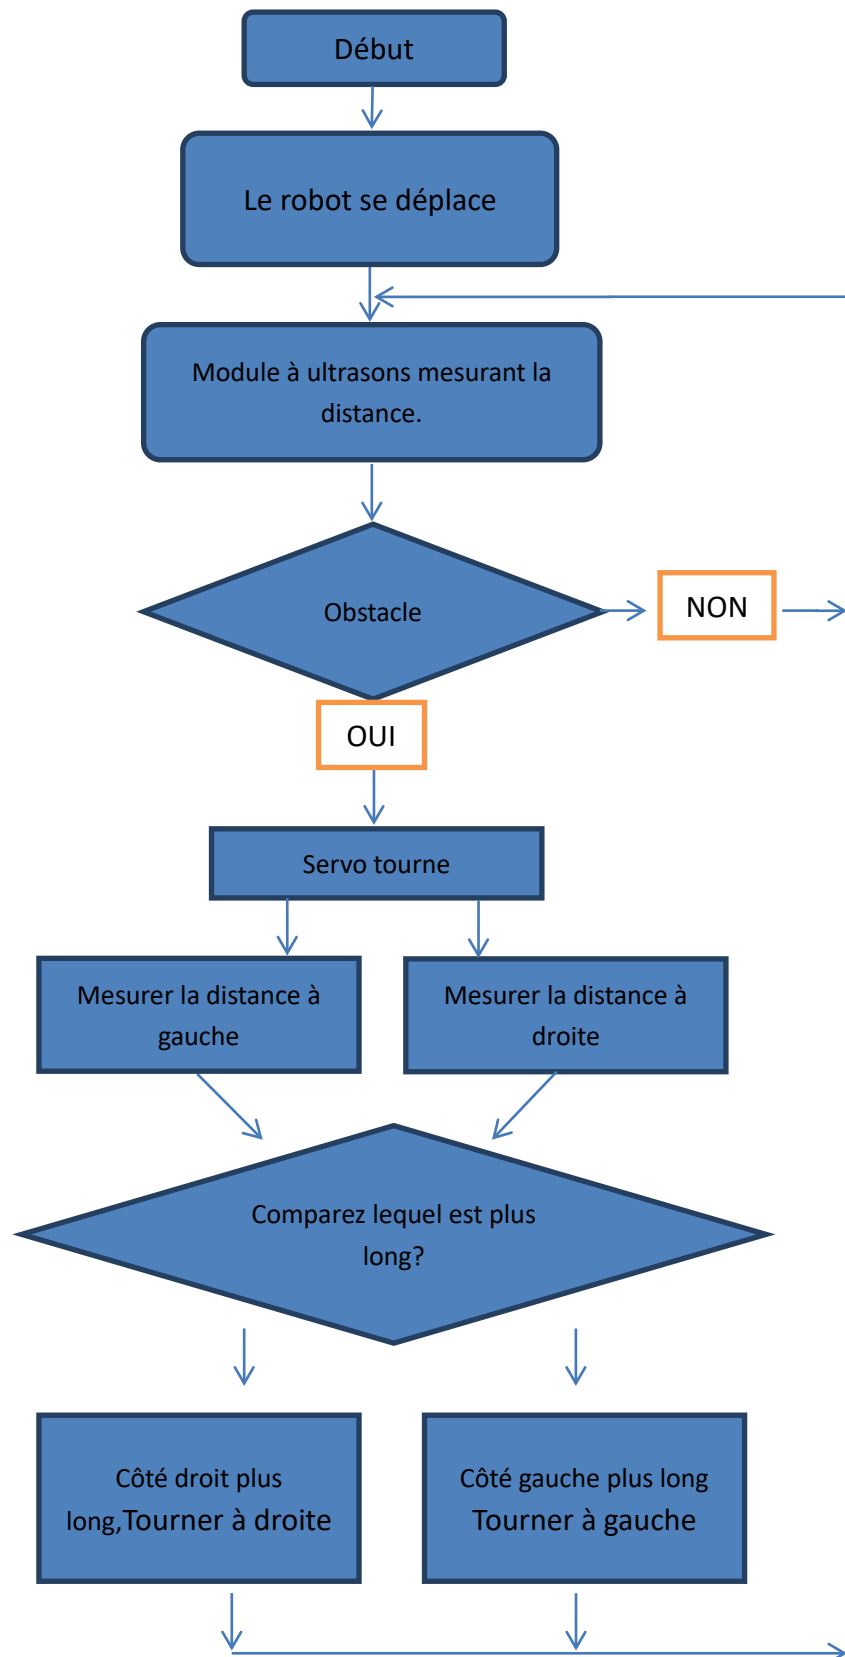 Début
Le robot se déplace
Module à ultrasons mesurant la
distance.
Obstacle
NON
OUI
Servo tourne
Mesurer la distance à
gauche
Mesurer la distance à
droite
Comparez lequel est plus
long?
Côté droit plus
long,Tourner à droite
Côté gauche plus long
Tourner à gauche